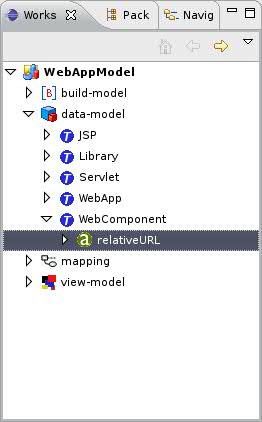 Works Pack Navig
WebAppModel
[B] build-model
data-model
T JSP
T Library
T Servlet
T WebApp
T WebComponent
a relativeURL
mapping
view-model